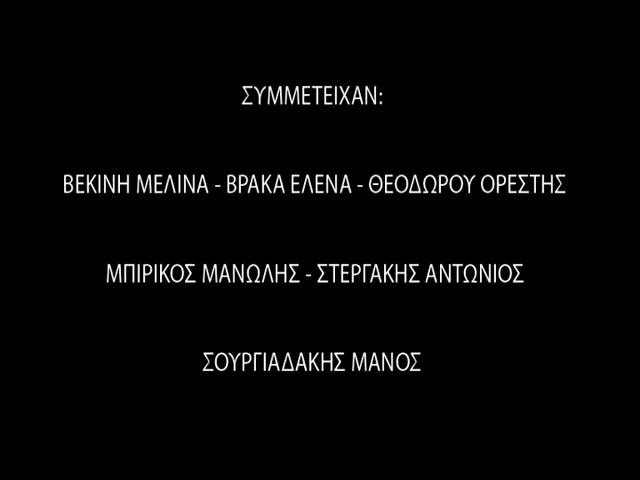 ΣΥΜΜΕΤΕΙΧΑΝ:
ΒΕΚΙΝΗ ΜΕΛΙΝΑ - ΒΡΑΚΑ ΕΛΕΝΑ - ΘΕΟΔΩΡΟΥ ΟΡΕΣΤΗΣ
ΜΠΙΡΙΚΟΣ ΜΑΝΩΛΗΣ - ΣΤΕΡΓΑΚΗΣ ΑΝΤΩΝΙΟΣ
ΣΟΥΡΓΙΑΔΑΚΗΣ ΜΑΝΟΣ